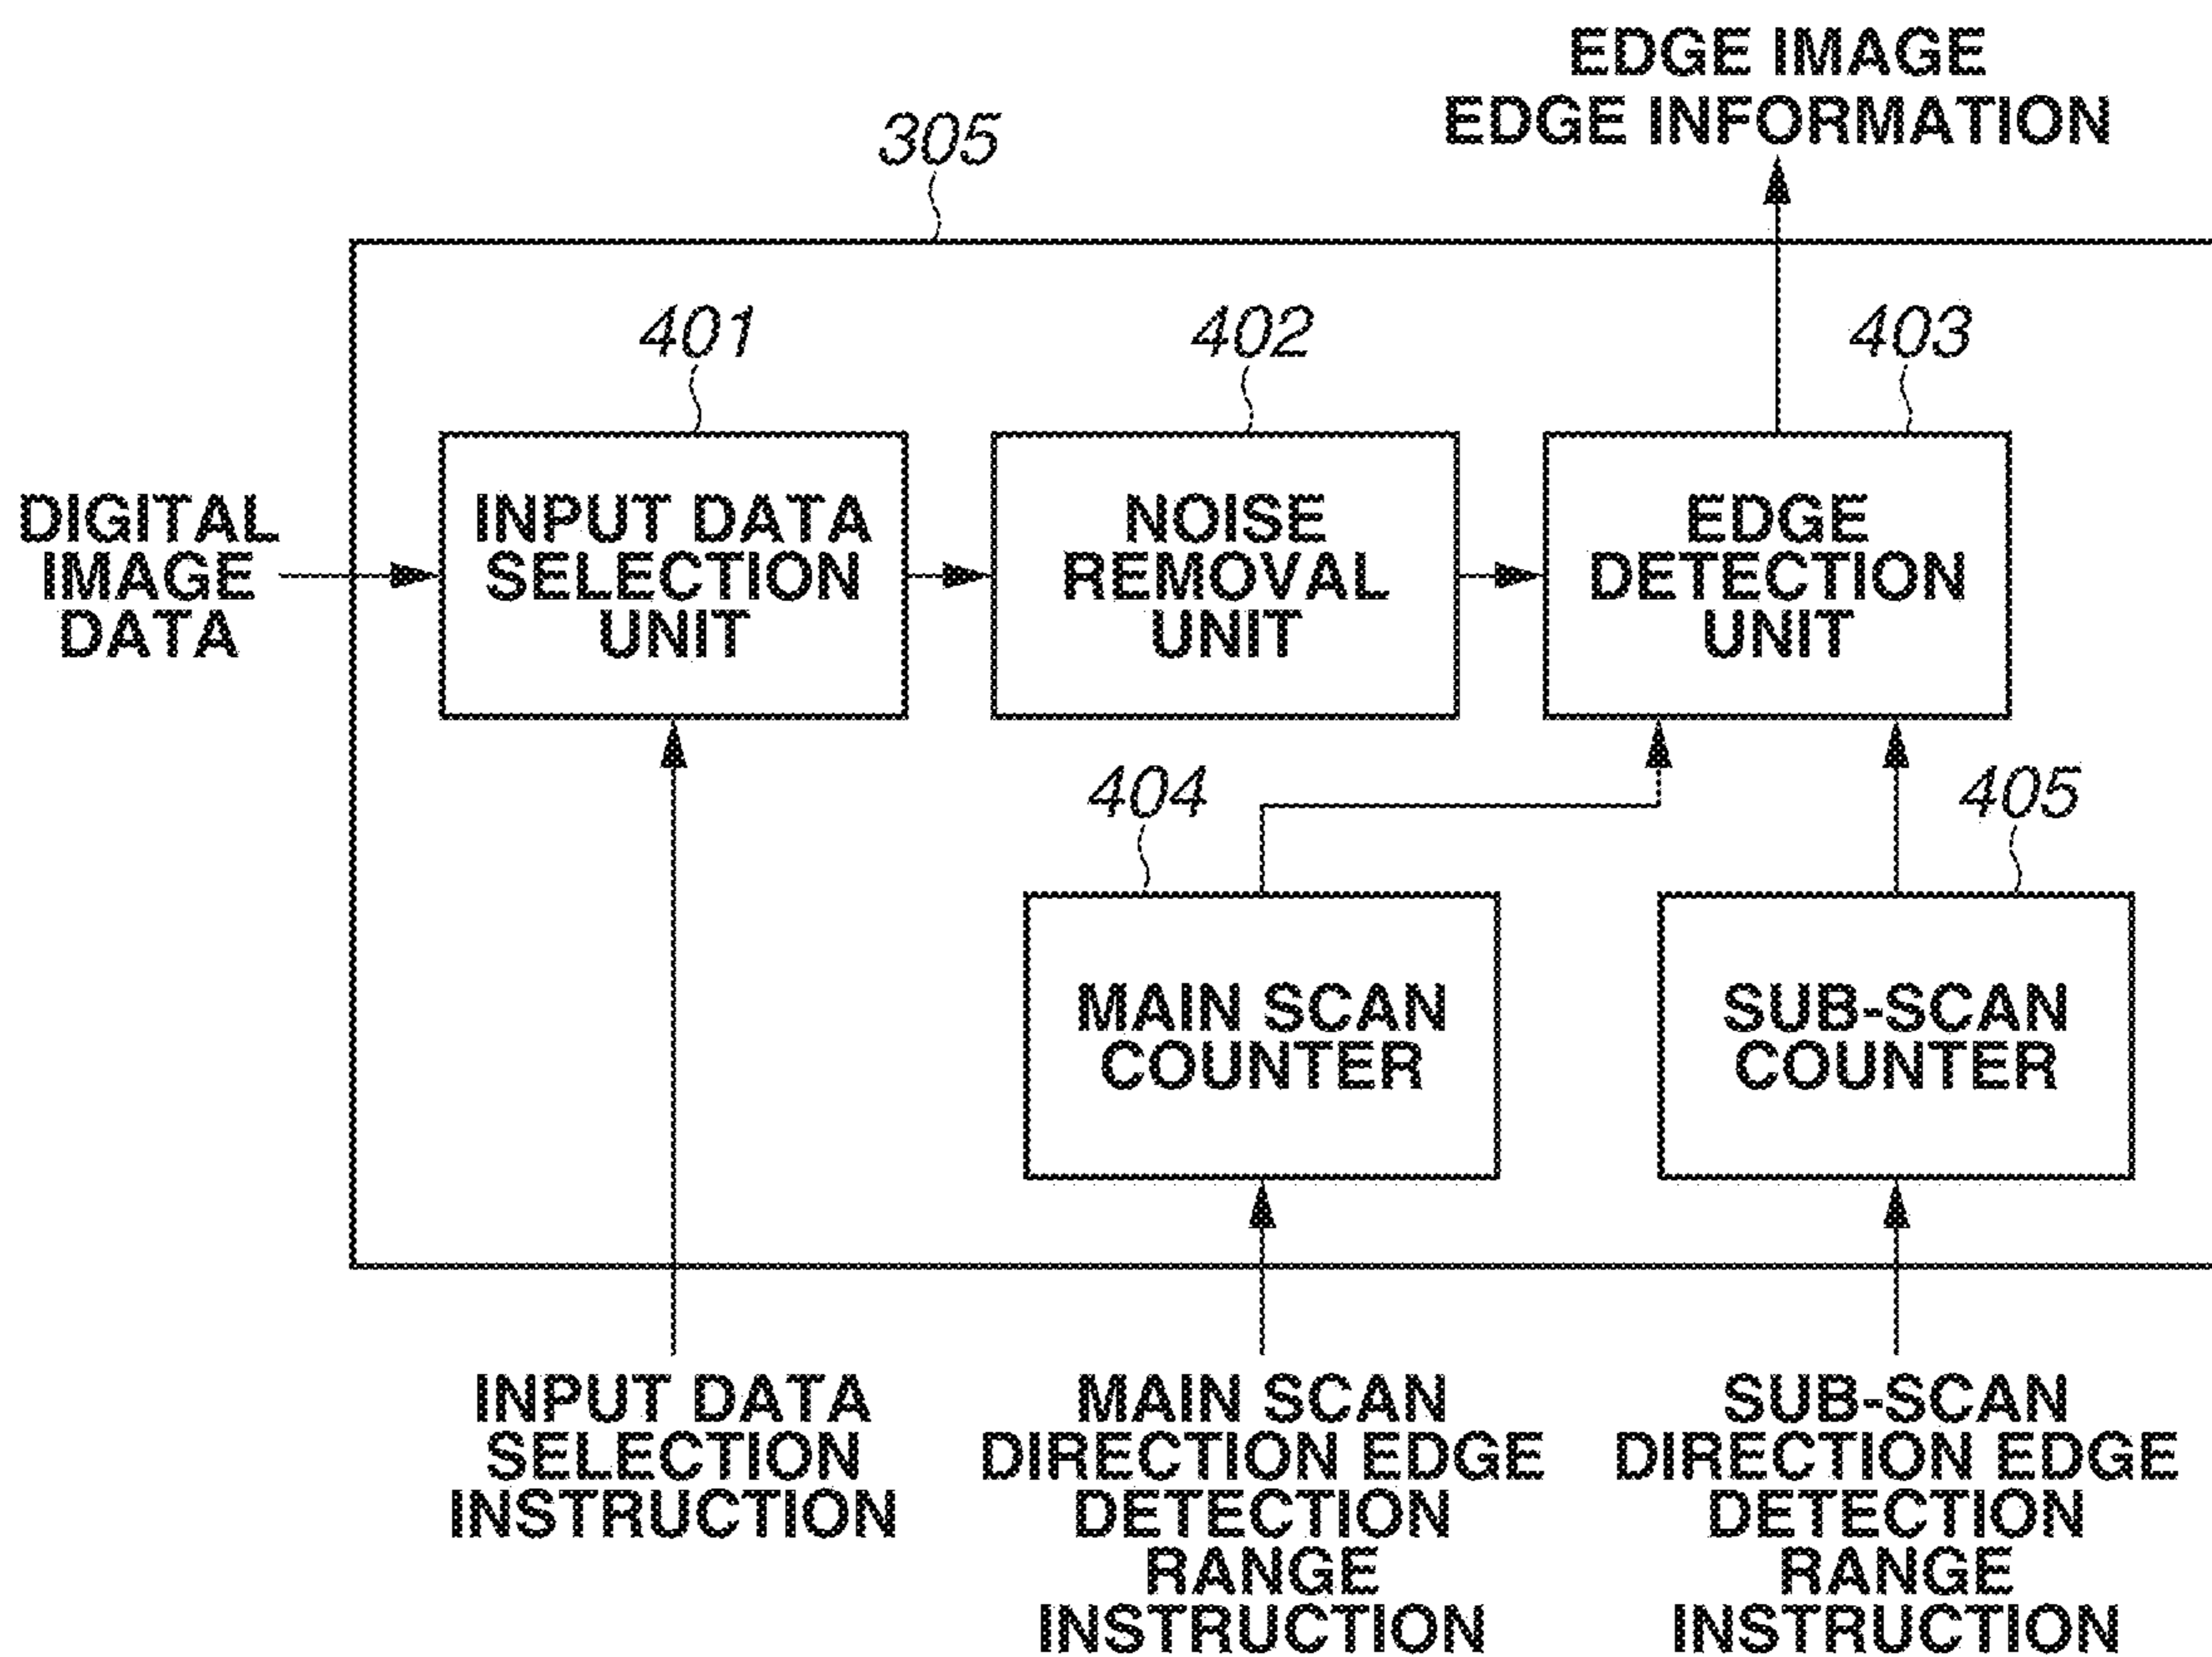 EDGE IMAGE
EDGE INFORMATION
305
401
402
403
DIGITAL
IMAGE
DATA
INPUT DATA
SELECTION
UNIT
NOISE
REMOVAL
UNIT
EDGE
DETECTION
UNIT
404
405
MAIN SCAN
COUNTER
SUB-SCAN
COUNTER
INPUT DATA
SELECTION
INSTRUCTION
MAIN SCAN
DIRECTION EDGE
DETECTION
RANGE
INSTRUCTION
SUB-SCAN
DIRECTION EDGE
DETECTION
RANGE
INSTRUCTION